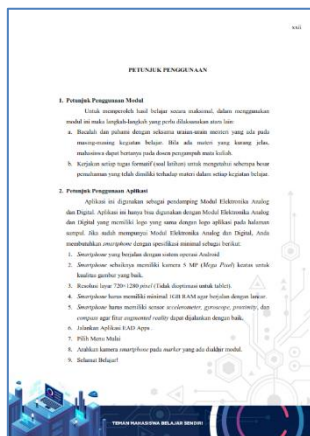 PETUNJUK PENGGUNAAN
1. Petunjuk Penggunaan Modul
Untuk memperoleh hasil belajar secara maksimal, dalam menggunakan
modul ini maka langkah-langkah yang perlu dilaksanakan atara lain
a. Bacalah dan pahami dengan seksama uraian-uraian menteri yang ada pada
masing-masing kegiatan belajar. Bila ada materi yang kurang jelas,
mahasiswa dapat bertanya pada dosen pengampuh mata kuliah.
b. Kerjakan setiap tugas formatif (soal latihan) untuk mengetahui seberapa besar
pemahaman yang telah dimiliki terhadap materi dalam setiap kegiatan belajar.
2. Petunjuk Penggunaan Aplikasi
Aplikasi ini digunakan sebagai pendamping Modul Elektronika Analog
dan Digital. Aplikasi ini hanya bisa digunakan dengan Modul Elektronika Analog
dan Digital yang memiliki logo yang sama dengan logo aplikasi pada halaman
sampul. Jika sudah mempunyai Modul Elektronika Analog dan Digital, Anda
membutuhkan smartphone dengan spesifikasi minimal sebagai berikut:
1. Smartphone yang berjalan dengan sistem operasi Android
2. Smartphone sebaiknya memiliki kamera 5 MP (Mega Pixel) keatas untuk
kualitas gambar yang baik.
3. Resolusi layar 720×1280 pixel (Tidak dioptimasi untuk tablet).
4. Smartphone harus memiliki minimal 1GB RAM agar berjalan dengan lancar.
5. Smartphone harus memiliki sensor accelerometer, gyroscope, proximity, dan
compass agar fitur augmented reality dapat dijalankan dengan baik.
6. Jalankan Aplikasi EAD Apps
7. Pilih Menu Mulai
8. Arahkan kamera smartphone pada marker yang ada didalar modul.
9. Selamat Belajar!
TEMAN MAHASISWA BELAJAR SENDIRI